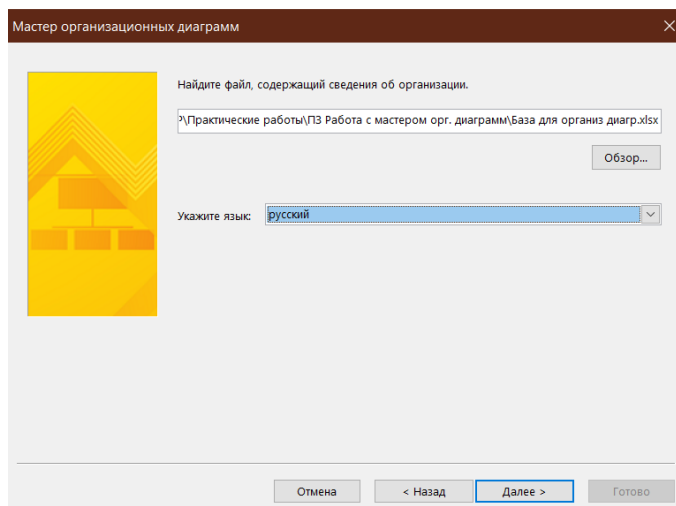 Мастер организационных диаграмм
Найдите файл, содержащий сведения об организации.
\Практические работы\ПЗ Работа с мастером орг. диаграмм\База для организ диагр.xlsx
Обзор...
Укажите язык: русский
Отмена < Назад Далее > Готово